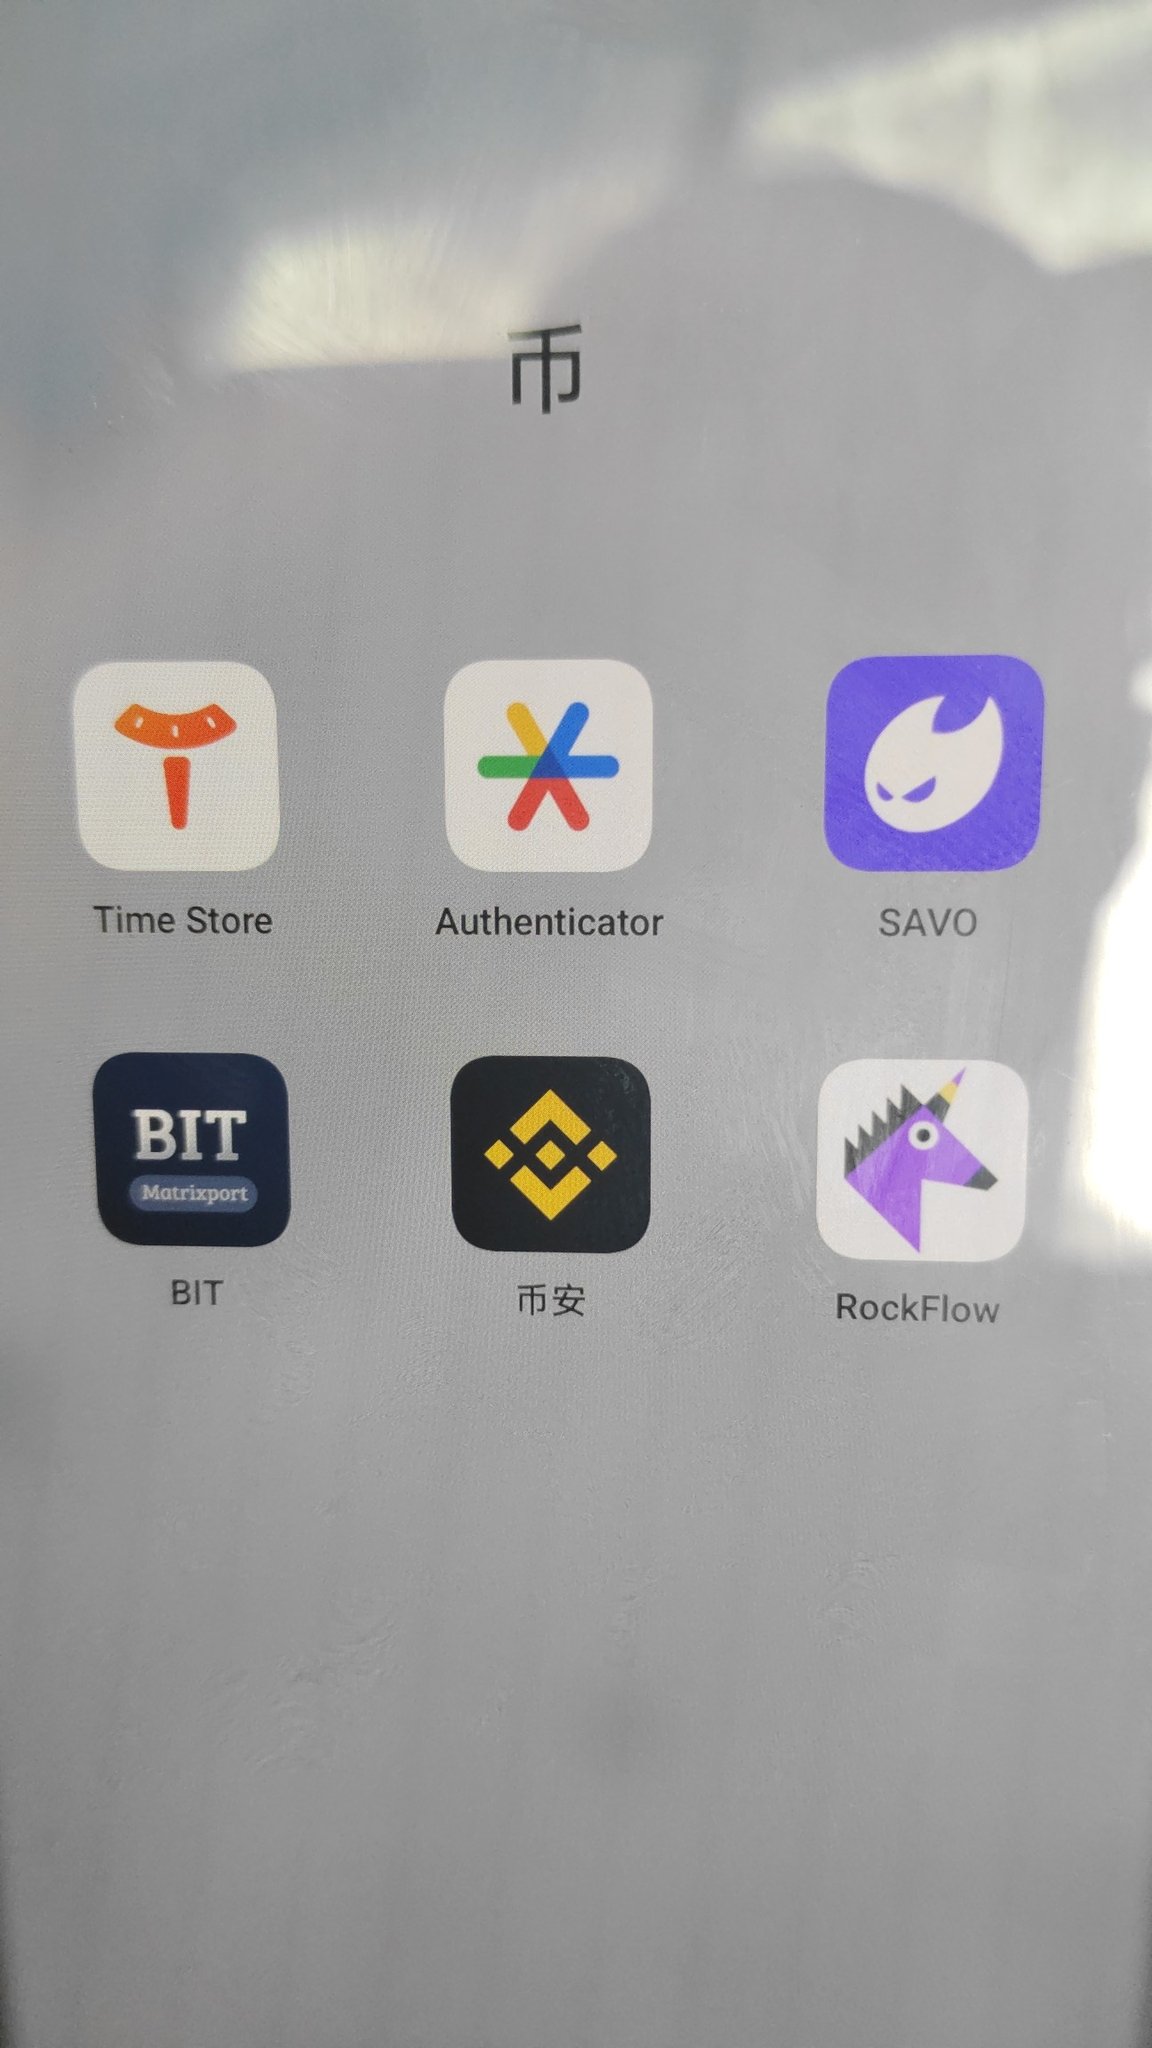 币
Time Store
Authenticator
SAVO
BIT
Matrixport
BIT
币安
RockFlow